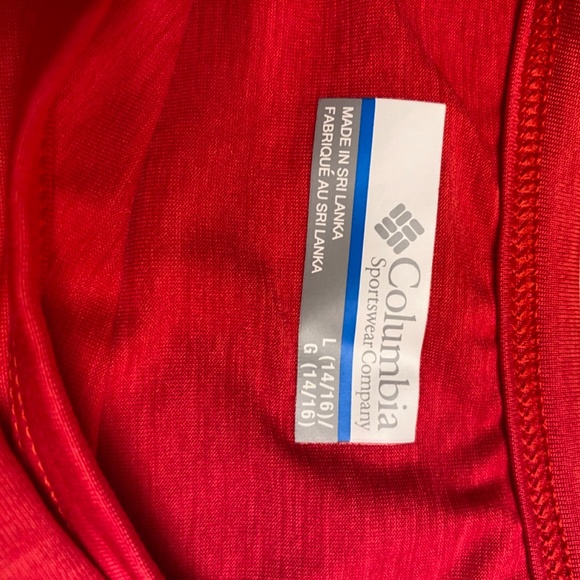 Columbia
Sportswear Company
MADE IN SRI LANKA
FABRIQUÉ AU SRI LANKA
L (14/16)/
G (14/16)